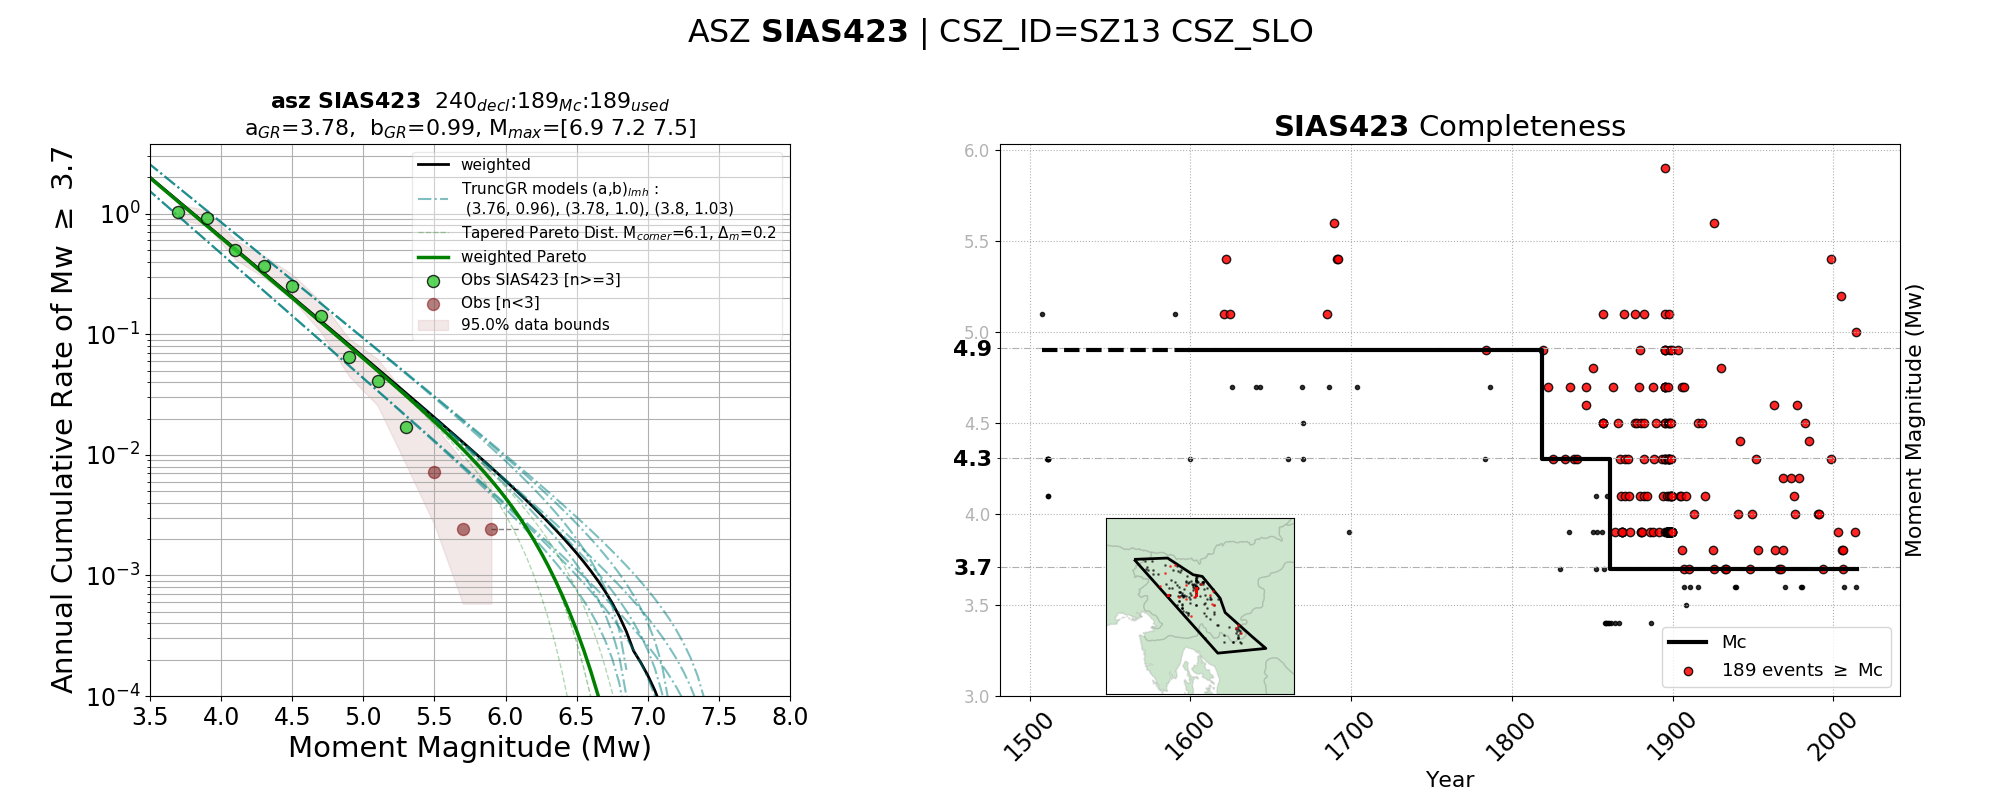 ASZ SIAS423 | CSZ_ID=SZ13 CSZ_SLO
asz SIAS423 240decl:189Mc:189used
aGR=3.78, bGR=0.99, Mmax=[6.9 7.2 7.5]
Annual Cumulative Rate of Mw ≥ 3.7
10^0
10^-1
10^-2
10^-3
10^-4
weighted
TruncGR models (a,b)lmh :
(3.76, 0.96), (3.78, 1.0), (3.8, 1.03)
Tapered Pareto Dist. Mcorner=6.1, Δm=0.2
weighted Pareto
Obs SIAS423 [n>=3]
Obs [n<3]
95.0% data bounds
3.5 4.0 4.5 5.0 5.5 6.0 6.5 7.0 7.5 8.0
Moment Magnitude (Mw)
SIAS423 Completeness
6.0
5.5
5.0
4.9
4.5
4.3
4.0
3.7
3.5
3.0
Moment Magnitude (Mw)
Mc
189 events ≥ Mc
1500 1600 1700 1800 1900 2000
Year